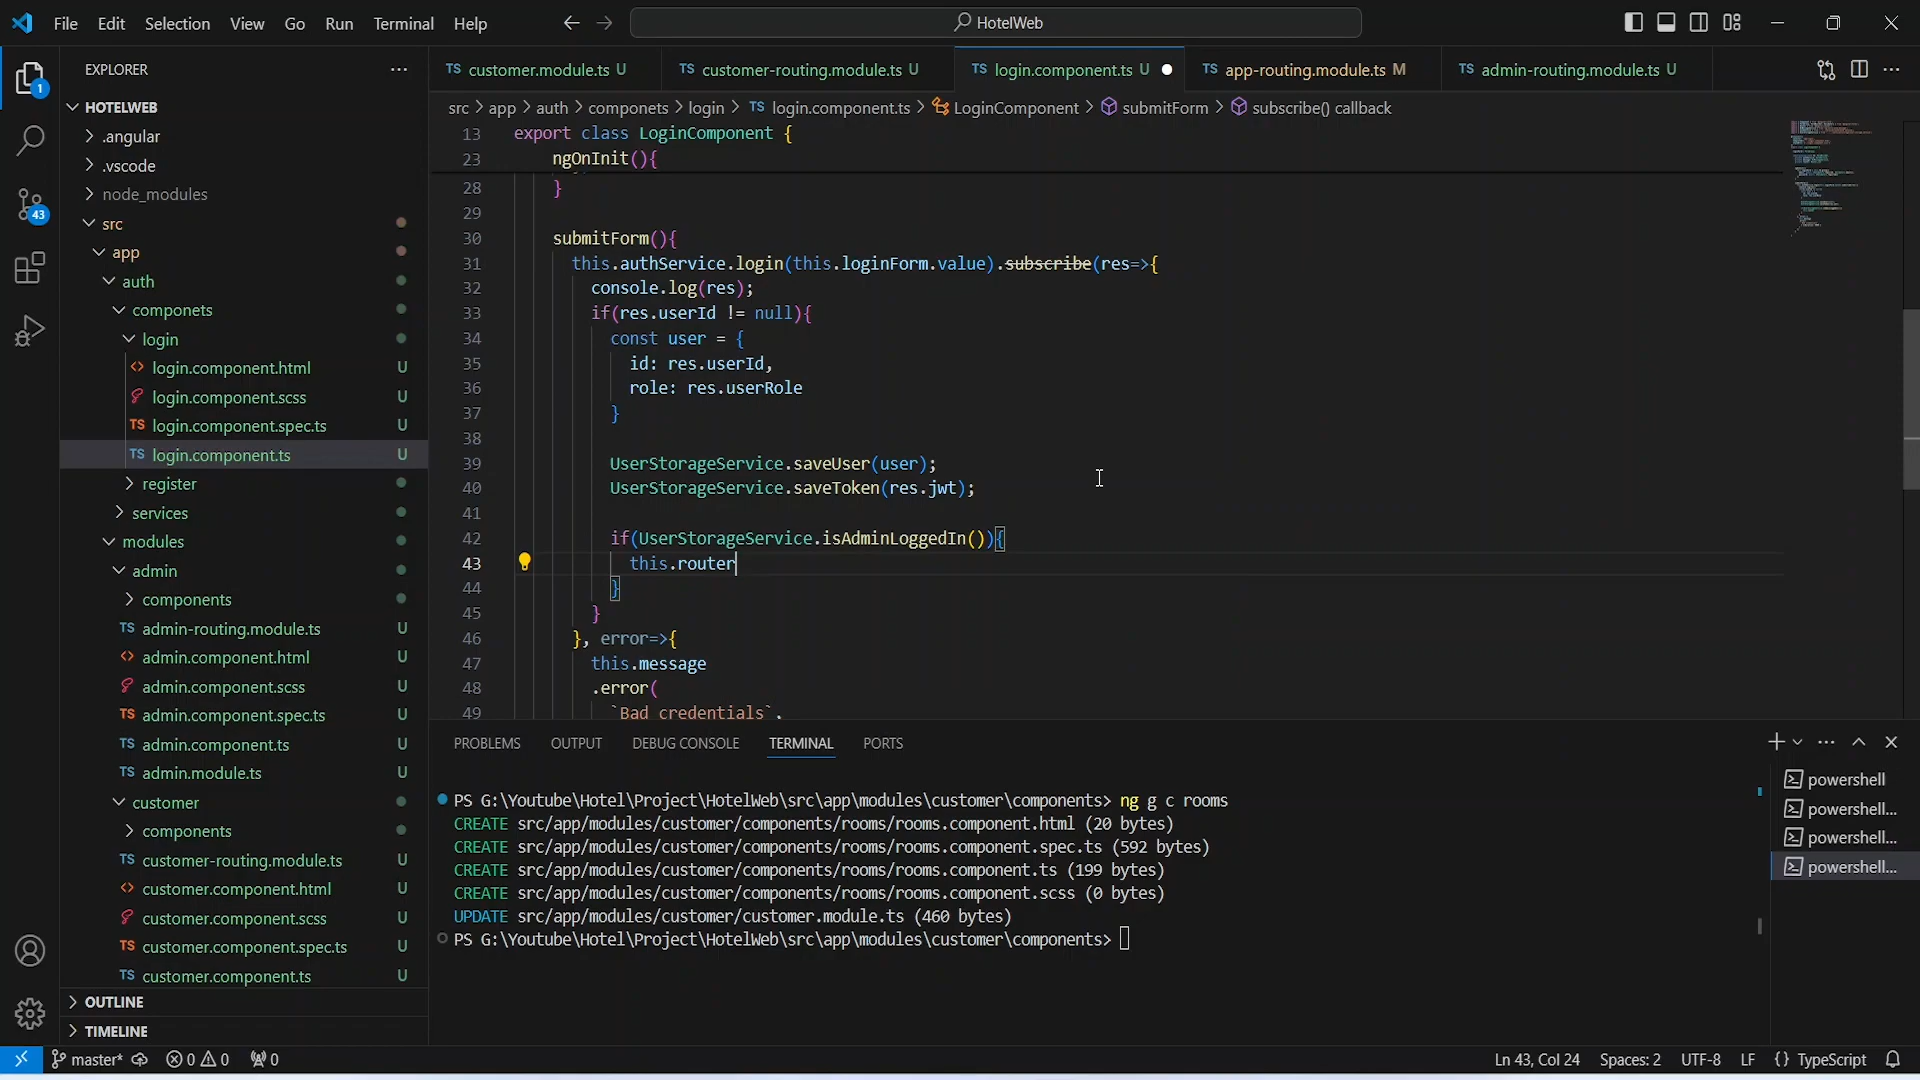 File Edit Selection View Go Run Terminal Help
HotelWeb
EXPLORER
HOTELWEB
.angular
.vscode
node_modules
src
app
auth
componets
login
login.component.html U
login.component.scss U
login.component.spec.ts U
login.component.ts U
register
services
modules
admin
components
admin-routing.module.ts U
admin.component.html U
admin.component.scss U
admin.component.spec.ts U
admin.component.ts U
admin.module.ts U
customer
components
customer-routing.module.ts U
customer.component.html U
customer.component.scss U
customer.component.spec.ts U
customer.component.ts U
OUTLINE
TIMELINE
1
43
TS customer.module.ts U
TS customer-routing.module.ts U
TS login.component.ts U
TS app-routing.module.ts M
TS admin-routing.module.ts U
src > app > auth > componets > login > TS login.component.ts > LoginComponent > submitForm > subscribe() callback
13 export class LoginComponent {
23 ngOnInit(){
28 }
29
30 submitForm(){
31 this.authService.login(this.loginForm.value).subscribe(res=>{
32 console.log(res);
33 if(res.userId != null){
34 const user = {
35 id: res.userId,
36 role: res.userRole
37 }
38
39 UserStorageService.saveUser(user);
40 UserStorageService.saveToken(res.jwt);
41
42 if(UserStorageService.isAdminLoggedIn()){
43 this.router
44 }
45 }
46 }, error=>{
47 this.message
48 .error(
49 `Bad credentials`,
PROBLEMS OUTPUT DEBUG CONSOLE TERMINAL PORTS
PS G:\Youtube\Hotel\Project\HotelWeb\src\app\modules\customer\components> ng g c rooms
CREATE src/app/modules/customer/components/rooms/rooms.component.html (20 bytes)
CREATE src/app/modules/customer/components/rooms/rooms.component.spec.ts (592 bytes)
CREATE src/app/modules/customer/components/rooms/rooms.component.ts (199 bytes)
CREATE src/app/modules/customer/components/rooms/rooms.component.scss (0 bytes)
UPDATE src/app/modules/customer/customer.module.ts (460 bytes)
PS G:\Youtube\Hotel\Project\HotelWeb\src\app\modules\customer\components>
powershell
powershell...
powershell...
powershell...
master* 0 0 0
Ln 43, Col 24 Spaces: 2 UTF-8 LF {} TypeScript